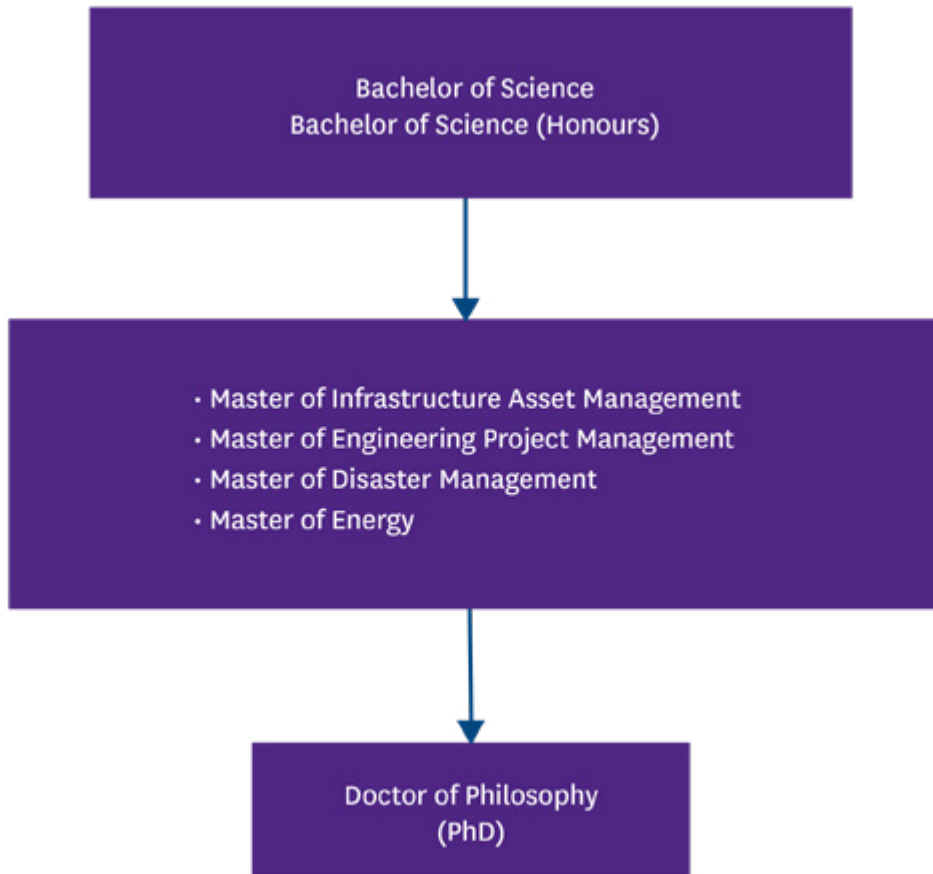 Bachelor of Science
Bachelor of Science (Honours)
· Master of Infrastructure Asset Management
· Master of Engineering Project Management
· Master of Disaster Management
· Master of Energy
Doctor of Philosophy
(PhD)